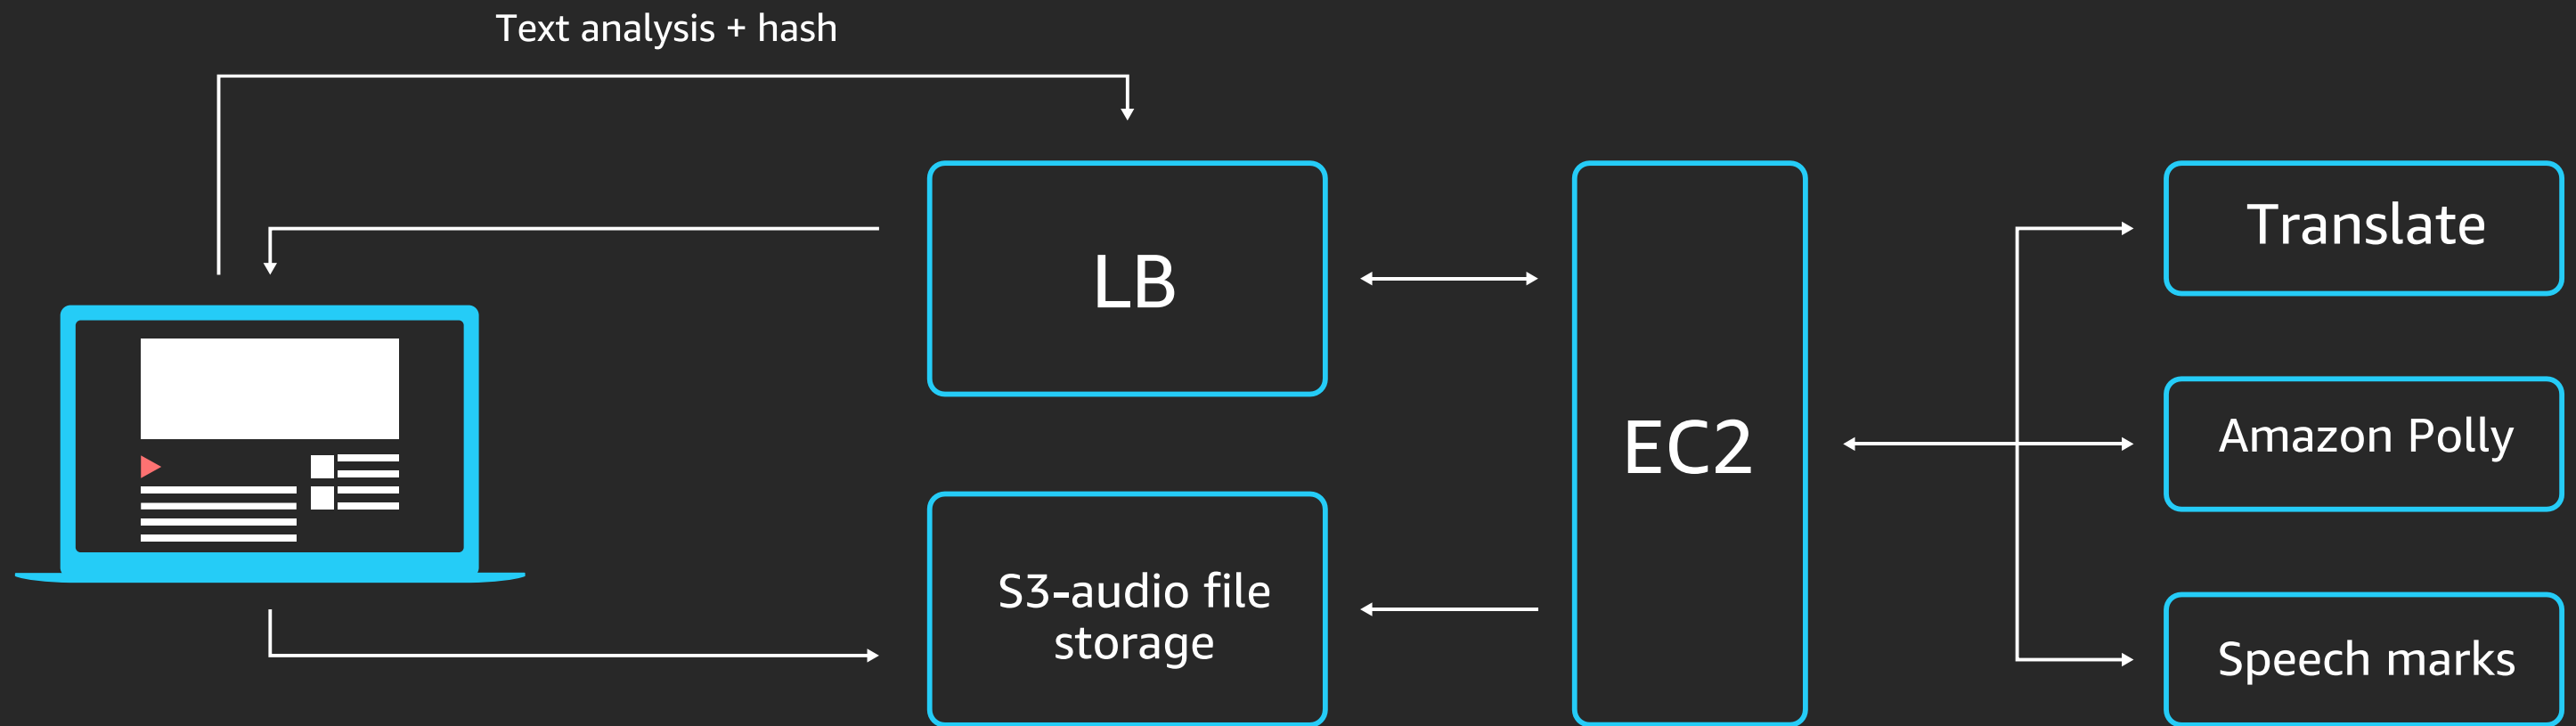 Text analysis + hash
LB
EC2
S3-audio file
storage
Translate
Amazon Polly
Speech marks